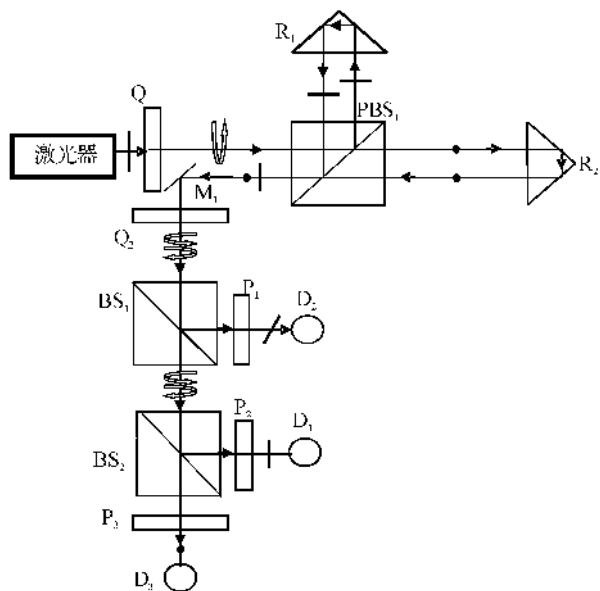 R₁
Q
PBS₁
激光器
R₂
M₁
Q₂
BS₁
P₁
D₂
P₂
D₁
BS₂
P₃
D₃